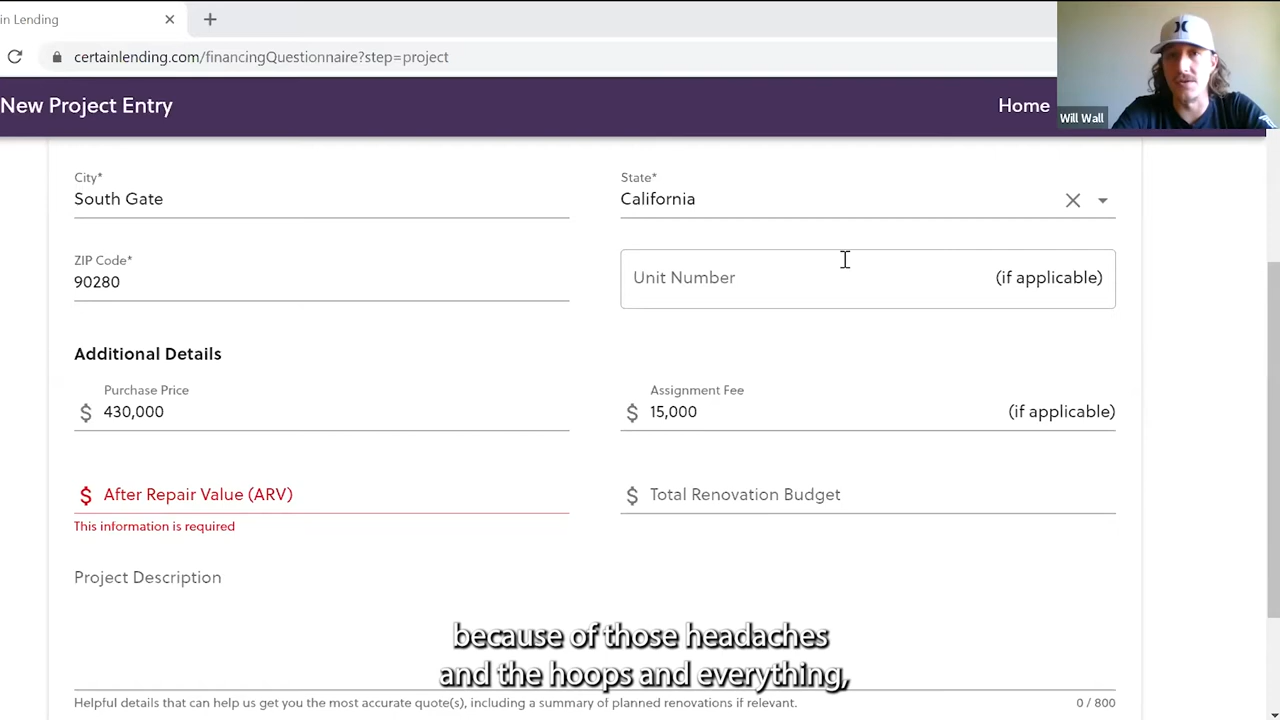 in Lending
certainlending.com/financingQuestionnaire?step=project
New Project Entry
Home
Will Wall
City*
South Gate
State*
California
ZIP Code*
90280
Unit Number
(if applicable)
Additional Details
Purchase Price
$ 430,000
Assignment Fee
$ 15,000
(if applicable)
$ After Repair Value (ARV)
This information is required
$ Total Renovation Budget
Project Description
because of those headaches
and the hoops and everything,
Helpful details that can help us get you the most accurate quote(s), including a summary of planned renovations if relevant.
0 / 800